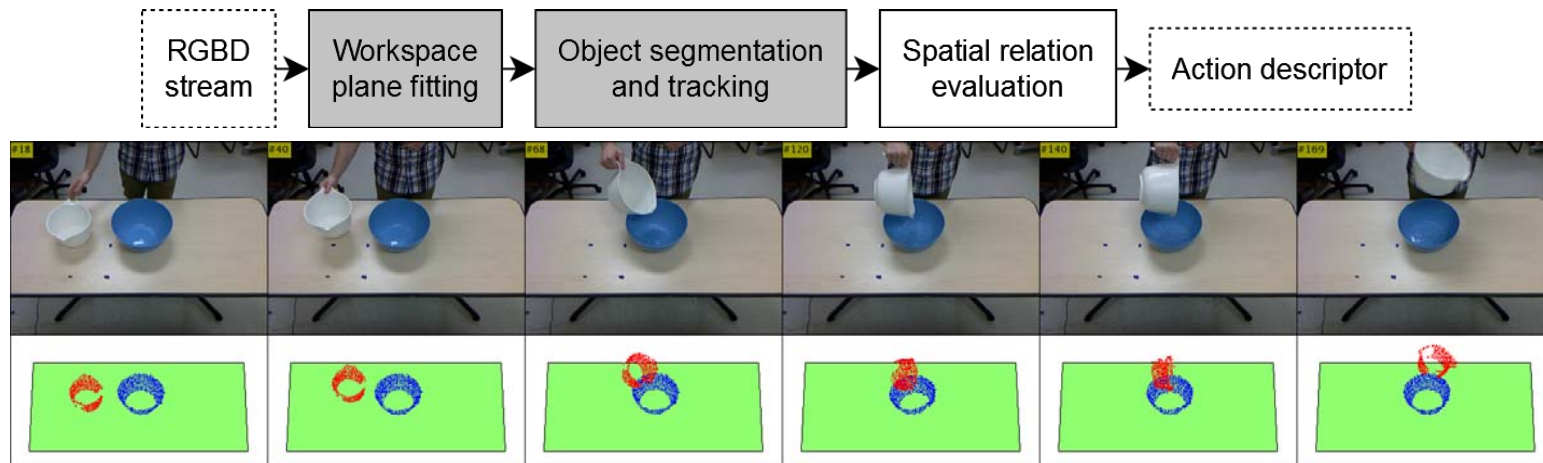 RGBD
stream
Workspace
plane fitting
Object segmentation
and tracking
Spatial relation
evaluation
Action descriptor
#18
#40
#68
#120
#140
#169